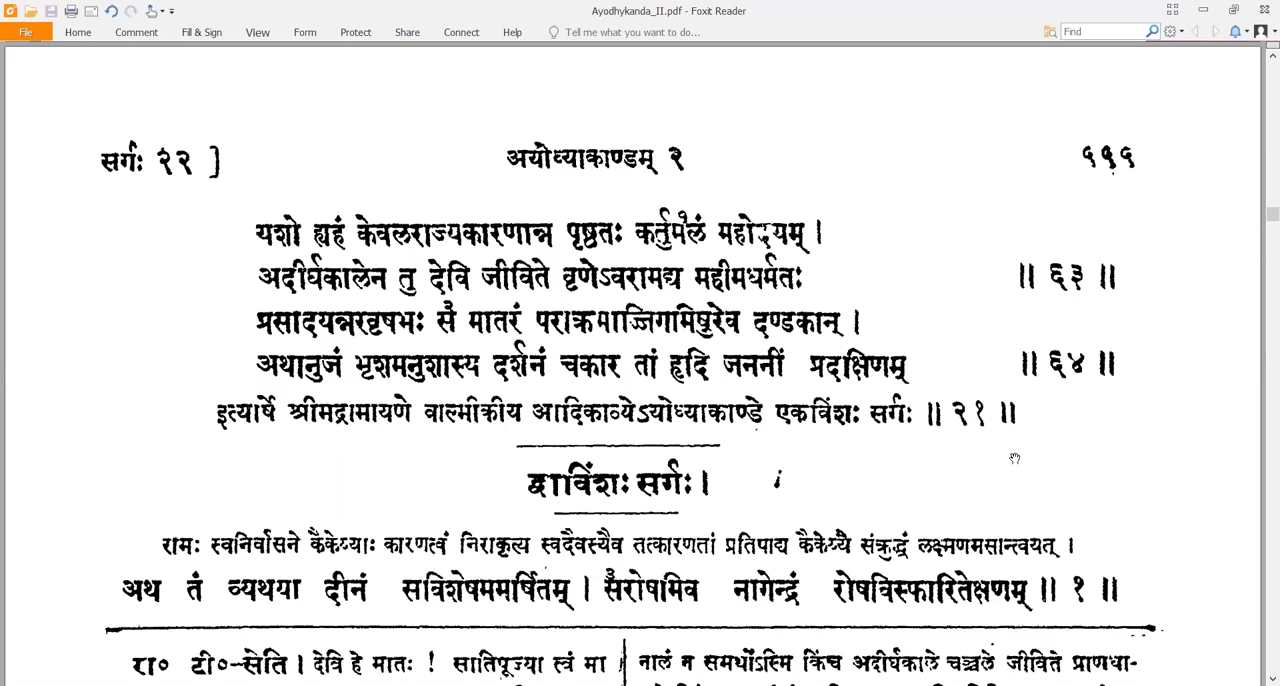 Ayodhykanda_II.pdf - Foxit Reader
File Home Comment Fill & Sign View Form Protect Share Connect Help Tell me what you want to do... Find
सर्गः २२ ] अयोध्याकाण्डम् २ ५१५
यशो ह्यहं केवलराज्यकारणान्न पृष्ठतः कर्तुमलं महोदयम् ।
अदीर्घकालेन तु देवि जीविते वृणेऽवरामद्य महीमधर्मतः ॥ ६३ ॥
प्रसादयन्नरवृषभः सं मातरं पराक्रमाज्जिगमिषुरेव दण्डकान् ।
अथानुजं भृशमनुशास्य दर्शनं चकार तां हृदि जननीं प्रदक्षिणम् ॥ ६४ ॥
इत्यार्षे श्रीमद्रामायणे वाल्मीकीय आदिकाव्येऽयोध्याकाण्डे एकविंशः सर्गः ॥ २१ ॥
द्वाविंशः सर्गः ।
रामः स्वनिर्वासने कैकेय्याः कारणत्वं निराकृत्य स्वदैवस्यैव तत्कारणतां प्रतिपाद्य कैकेय्यै संक्रुद्धं लक्ष्मणमसान्त्वयत् ।
अथ तं व्यथया दीनं सविशेषममर्षितम् । सरोषमिव नागेन्द्रं रोषविस्फारितेक्षणम् ॥ १ ॥
रा० टी०-सेति । देवि हे मातः ! सातिपूज्या त्वं मा
नालं न समर्थोऽस्मि किंच अदीर्घकाले चञ्चले जीविते प्राणधा-